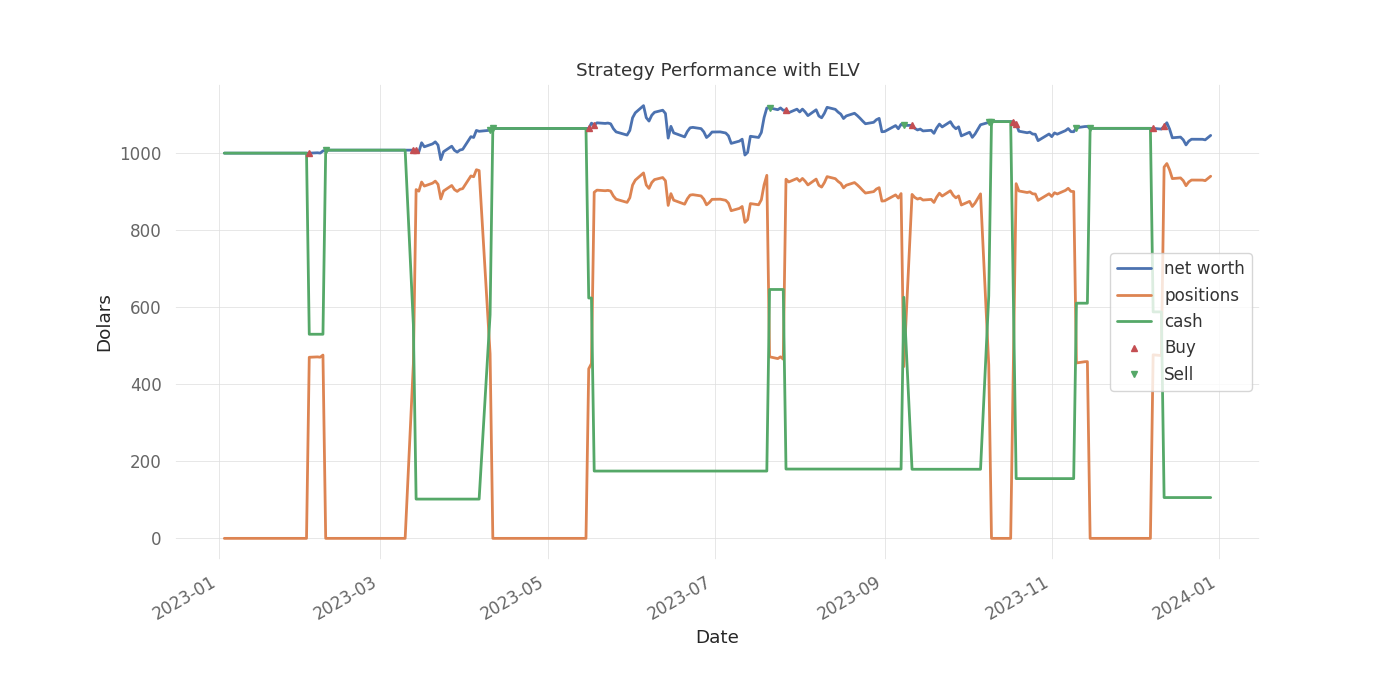 Strategy Performance with ELV
1000
800
600
400
200
0
Dolars
net worth
positions
cash
Buy
Sell
2023-01
2023-03
2023-05
2023-07
2023-09
2023-11
2024-01
Date